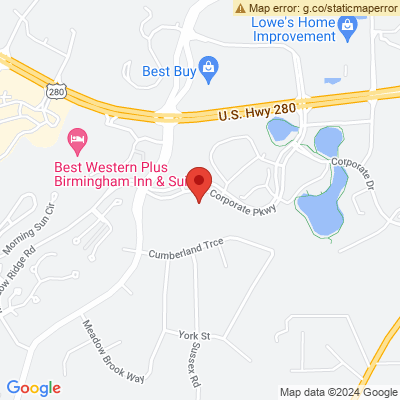 Map error: g.co/staticmaperror
Lowe's Home
Improvement
Best Buy
280
U.S. Hwy 280
Best Western Plus
Birmingham Inn & Sui
Corporate Dr
Corporate Pkwy
Morning Sun Cir
adow Ridge Rd
Cumberland Trce
Meadow Brook Way
York St
Sussex Rd
Google
Map data ©2024 Google